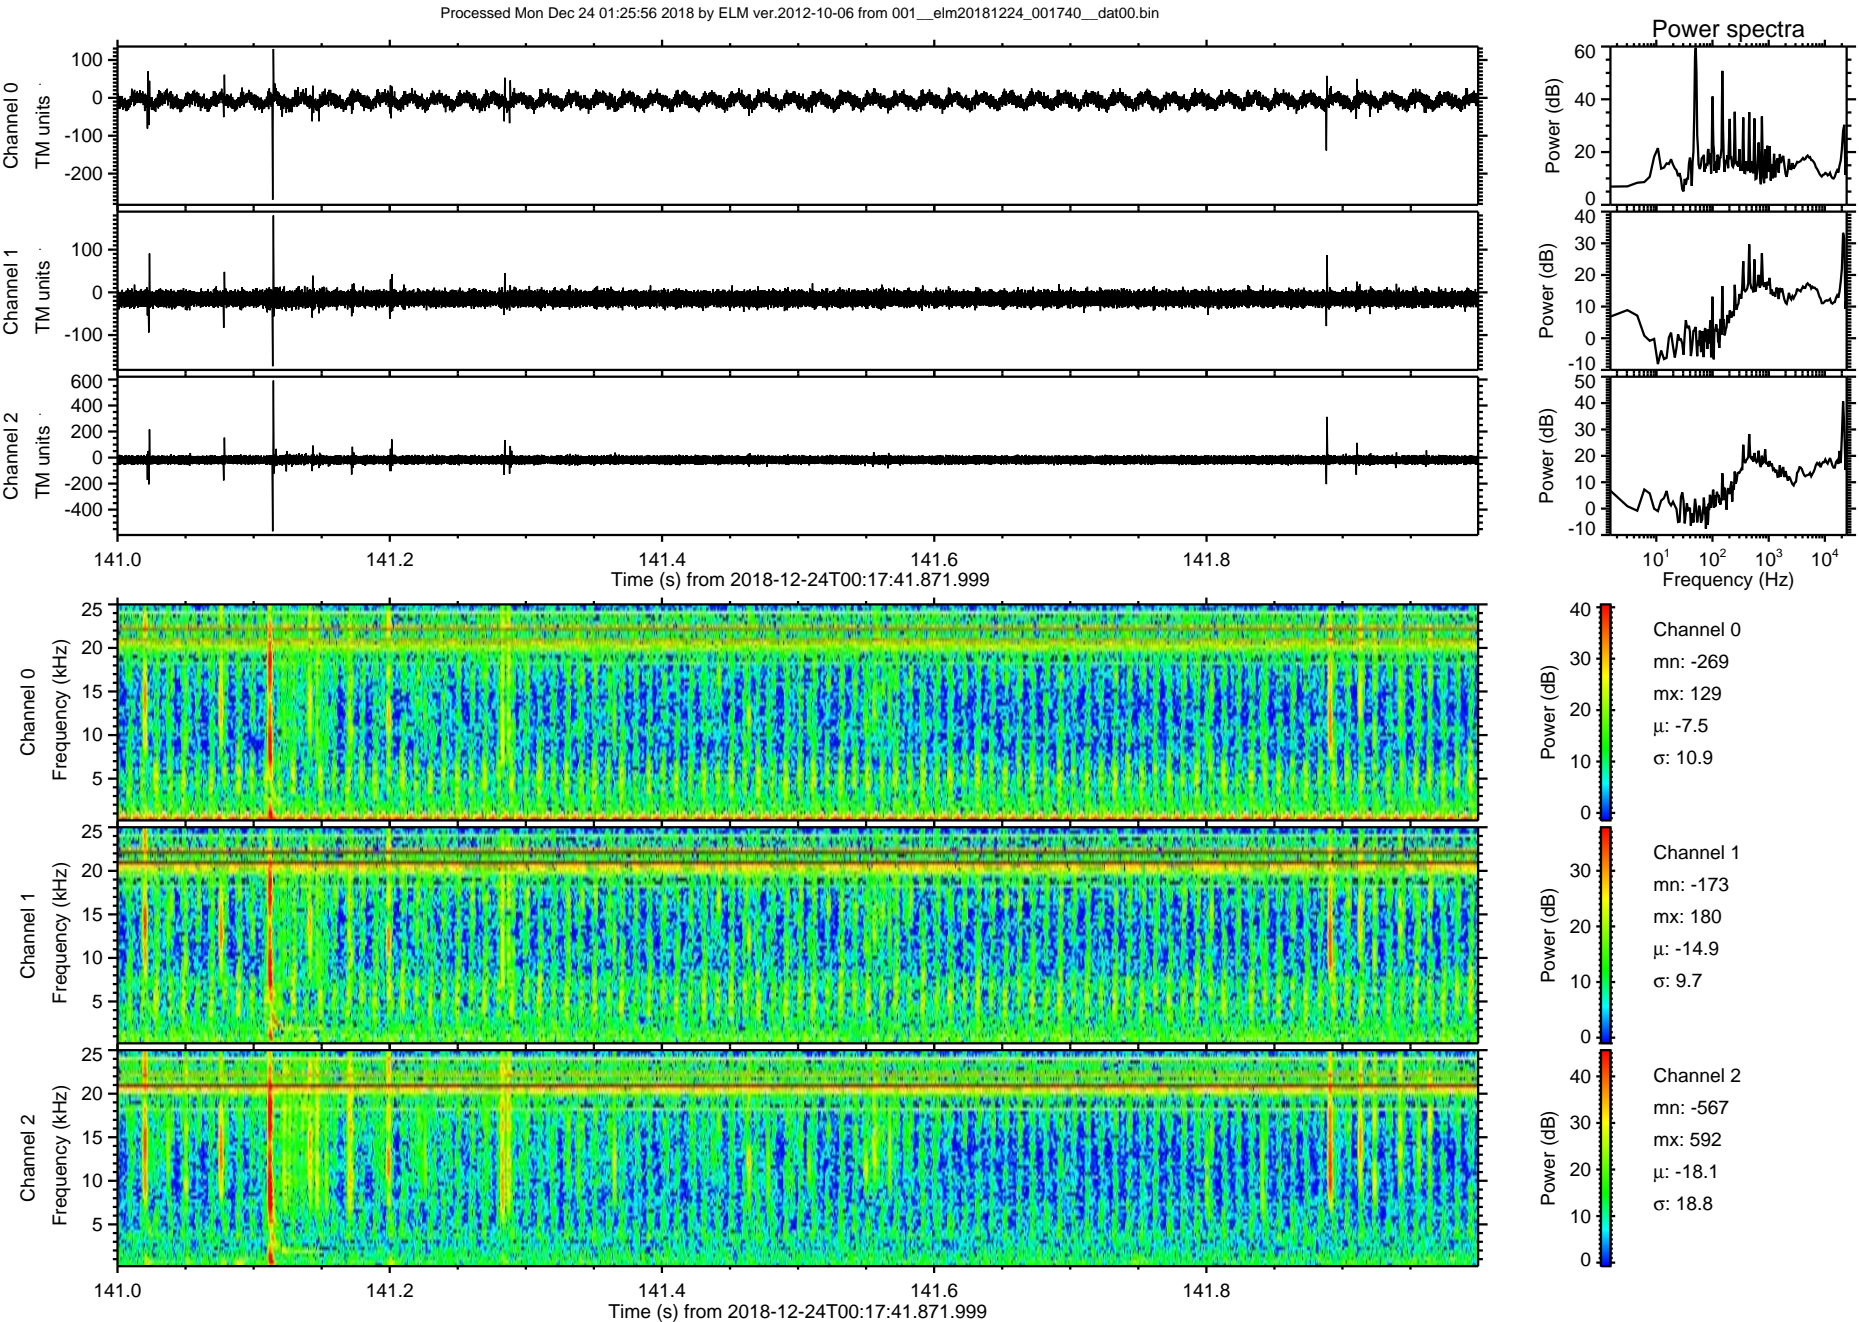 Processed Mon Dec 24 01:25:56 2018 by ELM ver.2012-10-06 from 001__elm20181224_001740__dat00.bin
Power spectra
Channel 0
TM units
100
0
-100
-200
Power (dB)
60
40
20
0
Channel 1
TM units
100
0
-100
Power (dB)
40
30
20
10
0
-10
Channel 2
TM units
600
400
200
0
-200
-400
Power (dB)
50
40
30
20
10
0
-10
141.0 141.2 141.4 141.6 141.8
Time (s) from 2018-12-24T00:17:41.871.999
10^1 10^2 10^3 10^4
Frequency (Hz)
Channel 0
Frequency (kHz)
25
20
15
10
5
Power (dB)
40
30
20
10
0
Channel 0
mn: -269
mx: 129
µ: -7.5
σ: 10.9
Channel 1
Frequency (kHz)
25
20
15
10
5
Power (dB)
30
20
10
0
Channel 1
mn: -173
mx: 180
µ: -14.9
σ: 9.7
Channel 2
Frequency (kHz)
25
20
15
10
5
Power (dB)
40
30
20
10
0
Channel 2
mn: -567
mx: 592
µ: -18.1
σ: 18.8
141.0 141.2 141.4 141.6 141.8
Time (s) from 2018-12-24T00:17:41.871.999